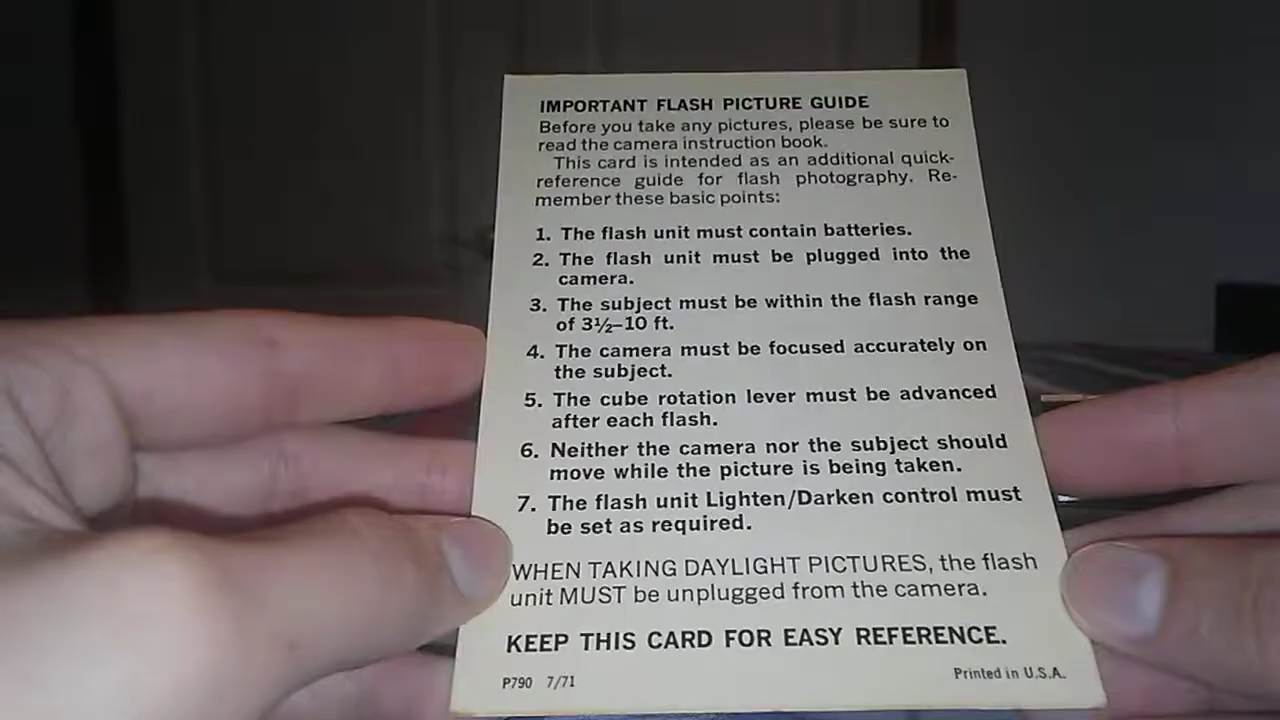 IMPORTANT FLASH PICTURE GUIDE
Before you take any pictures, please be sure to
read the camera instruction book.
This card is intended as an additional quick-
reference guide for flash photography. Re-
member these basic points:
1. The flash unit must contain batteries.
2. The flash unit must be plugged into the
camera.
3. The subject must be within the flash range
of 3½–10 ft.
4. The camera must be focused accurately on
the subject.
5. The cube rotation lever must be advanced
after each flash.
6. Neither the camera nor the subject should
move while the picture is being taken.
7. The flash unit Lighten/Darken control must
be set as required.
WHEN TAKING DAYLIGHT PICTURES, the flash
unit MUST be unplugged from the camera.
KEEP THIS CARD FOR EASY REFERENCE.
P790 7/71 Printed in U.S.A.